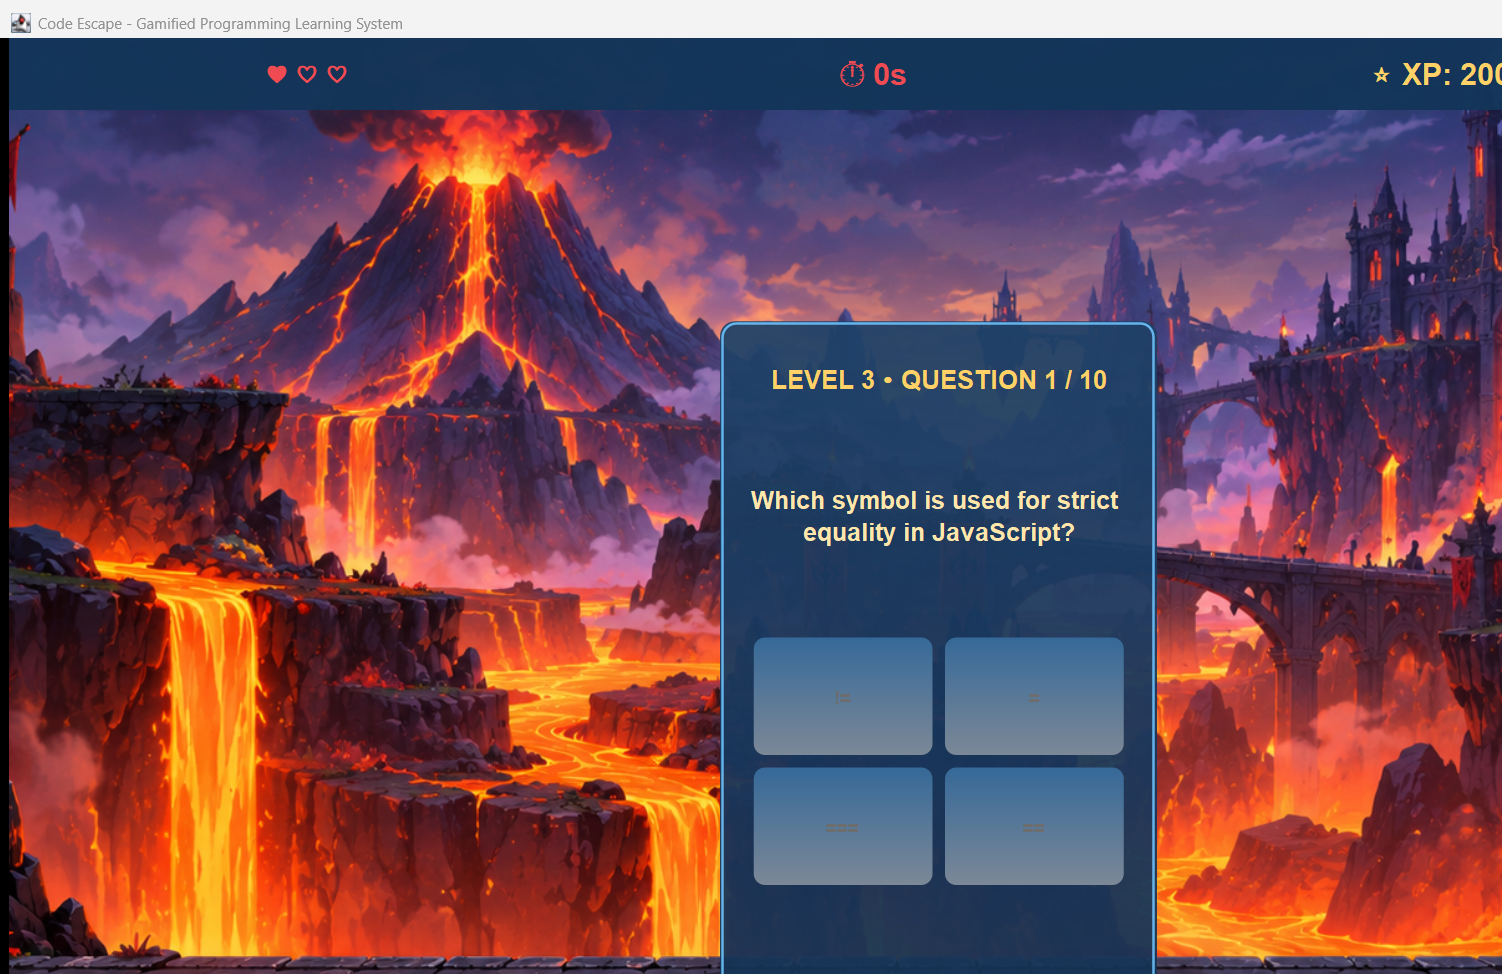 Code Escape - Gamified Programming Learning System
0s
XP: 200
LEVEL 3 • QUESTION 1 / 10
Which symbol is used for strict
equality in JavaScript?
!=
=
===
==